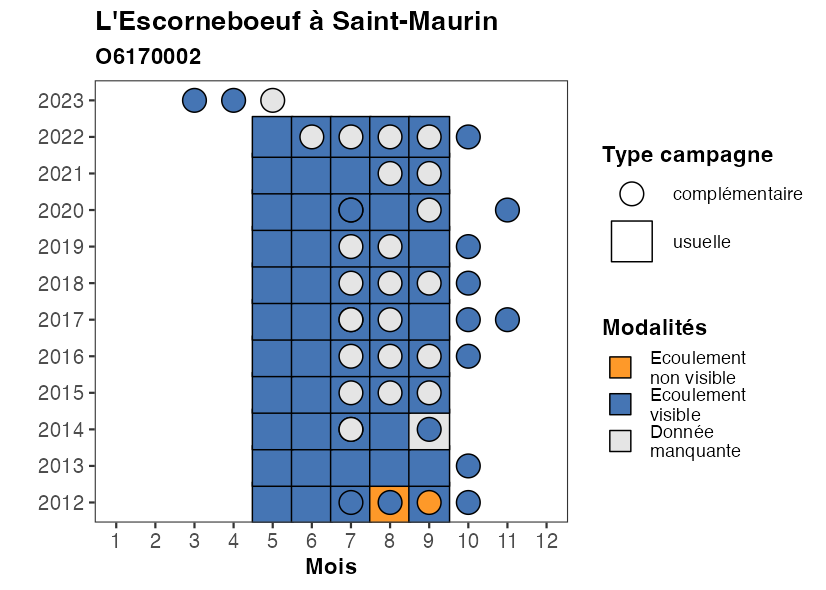 L'Escorneboeuf à Saint-Maurin
O6170002
2023
2022
2021
2020
2019
2018
2017
2016
2015
2014
2013
2012
1 2 3 4 5 6 7 8 9 10 11 12
Mois
Type campagne
complémentaire
usuelle
Modalités
Ecoulement
non visible
Ecoulement
visible
Donnée
manquante